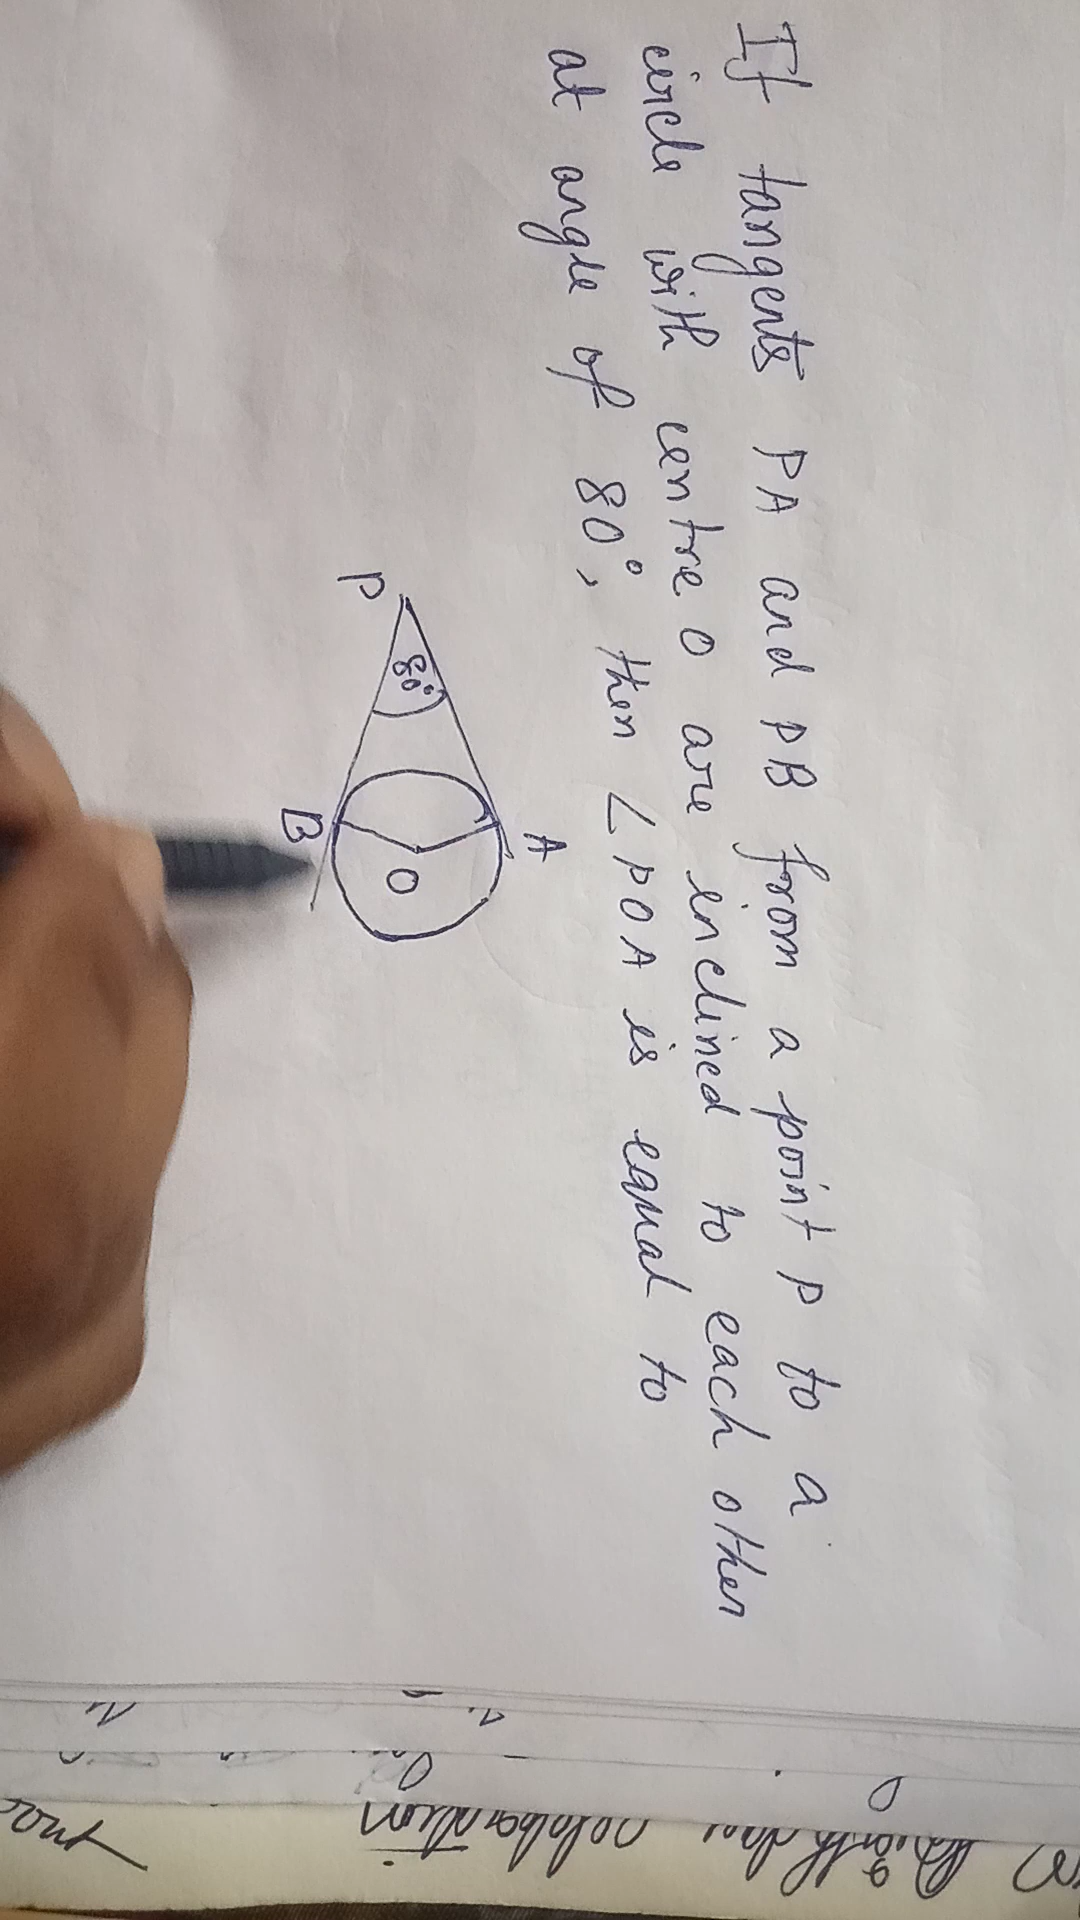 If tangents PA and PB from a point P to a
circle with centre O are inclined to each other
at angle of 80°, then ∠POA is equal to
A
P
80°
O
B